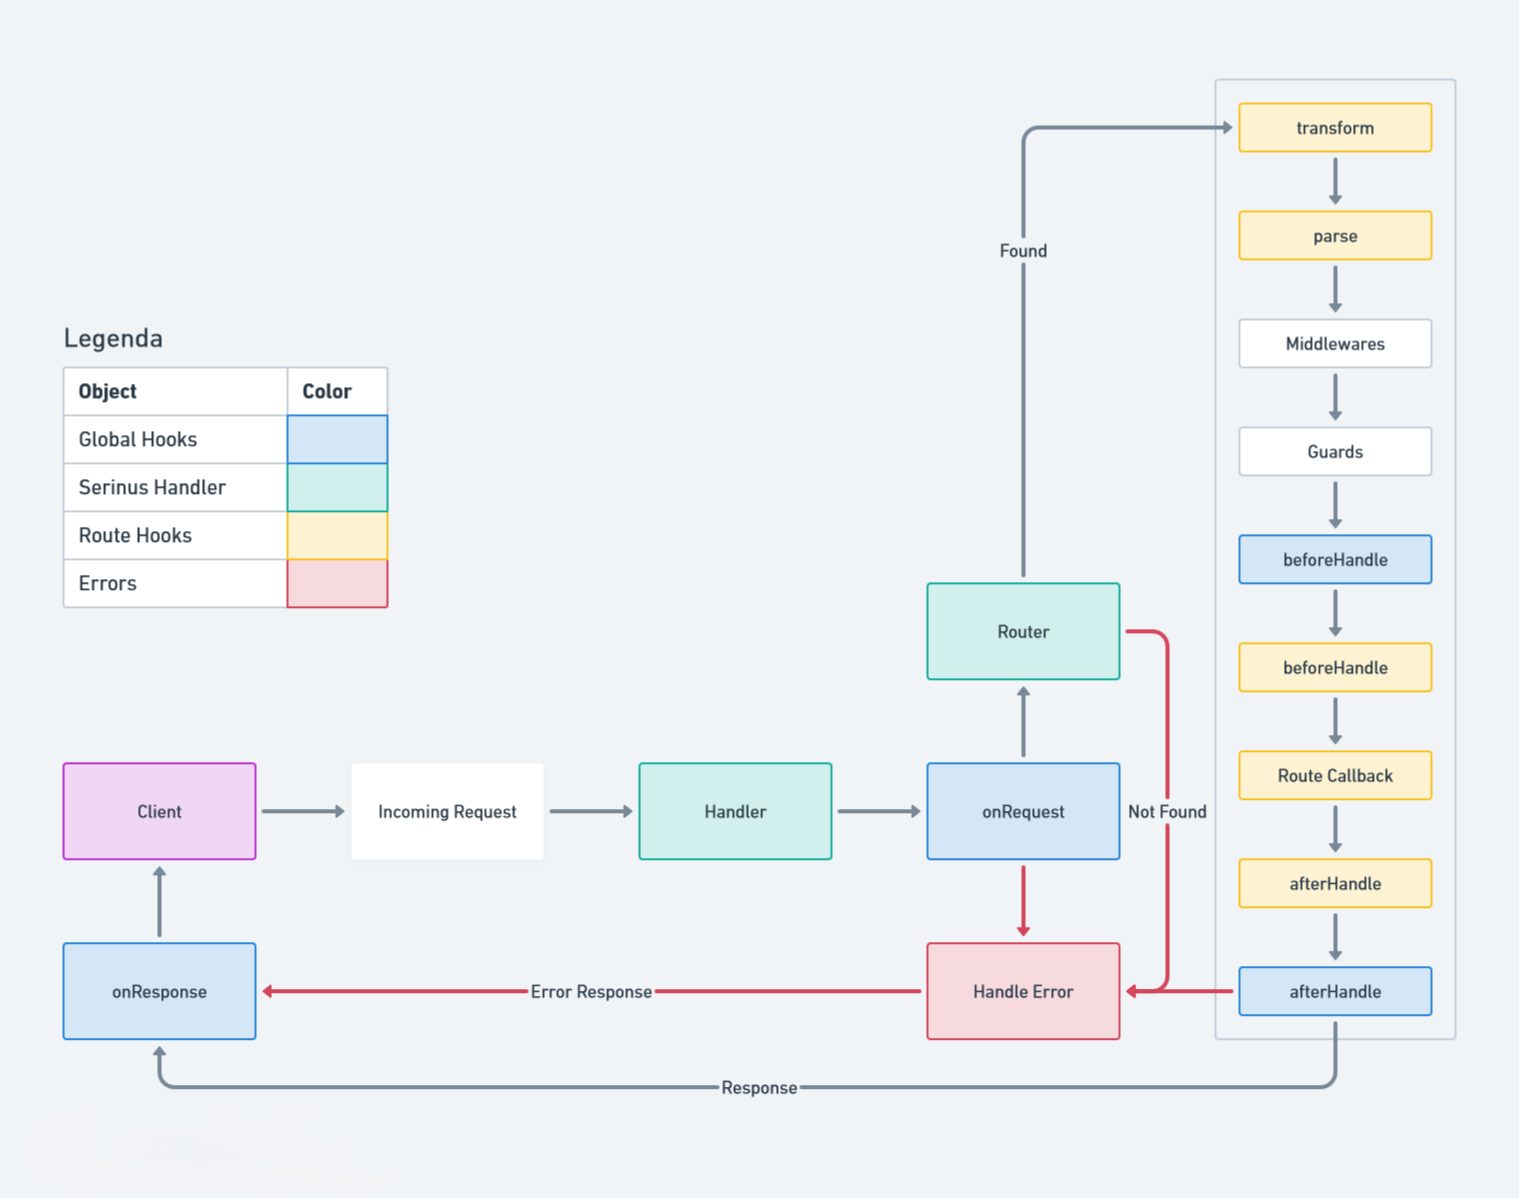 transform
Found
parse
Legenda
Middlewares
Object Color
Global Hooks
Guards
Serinus Handler
Route Hooks
beforeHandle
Errors
Router
beforeHandle
Route Callback
Client
Incoming Request
Handler
onRequest
Not Found
afterHandle
onResponse
Error Response
Handle Error
afterHandle
Response